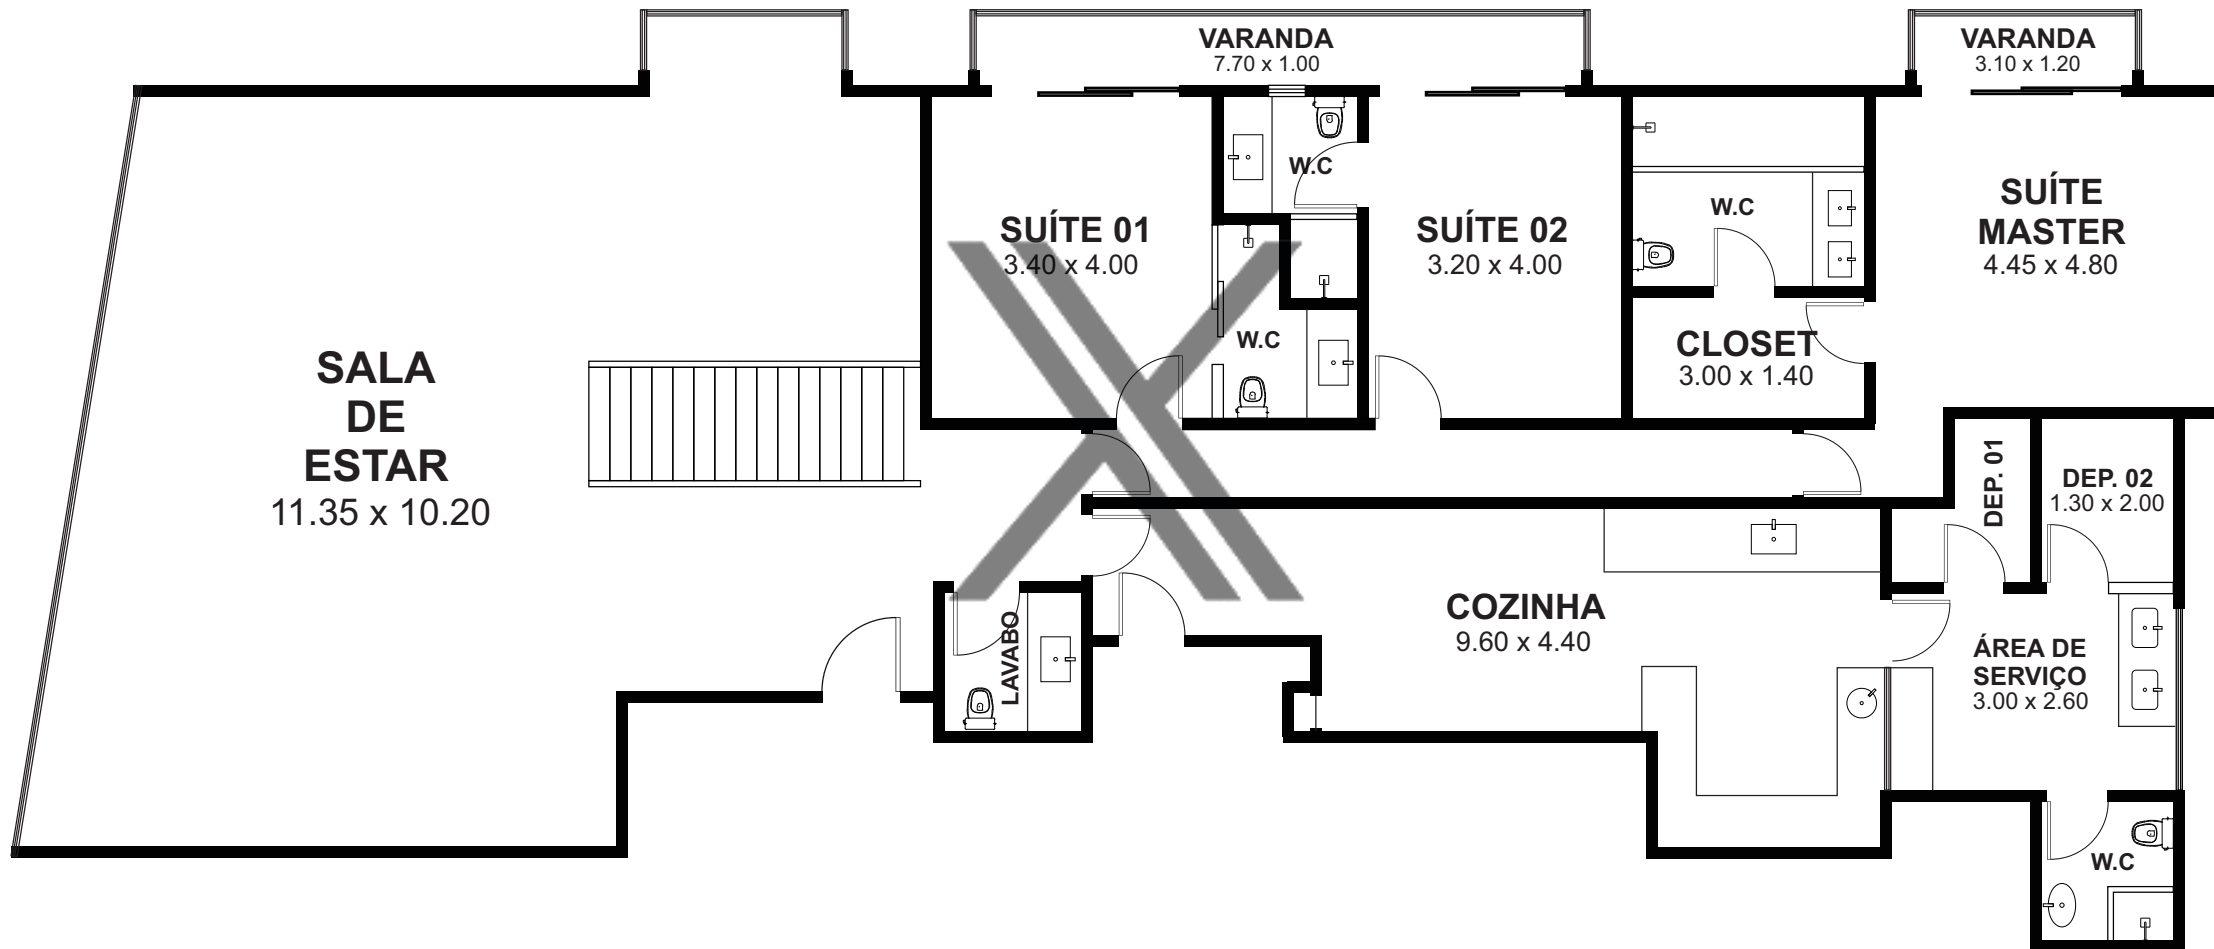 VARANDA
7.70 x 1.00
VARANDA
3.10 x 1.20
W.C
SUÍTE 01
3.40 x 4.00
SUÍTE 02
3.20 x 4.00
W.C
SUÍTE
MASTER
4.45 x 4.80
W.C
CLOSET
3.00 x 1.40
SALA
DE
ESTAR
11.35 x 10.20
DEP. 01
DEP. 02
1.30 x 2.00
COZINHA
9.60 x 4.40
LAVABO
ÁREA DE
SERVIÇO
3.00 x 2.60
W.C